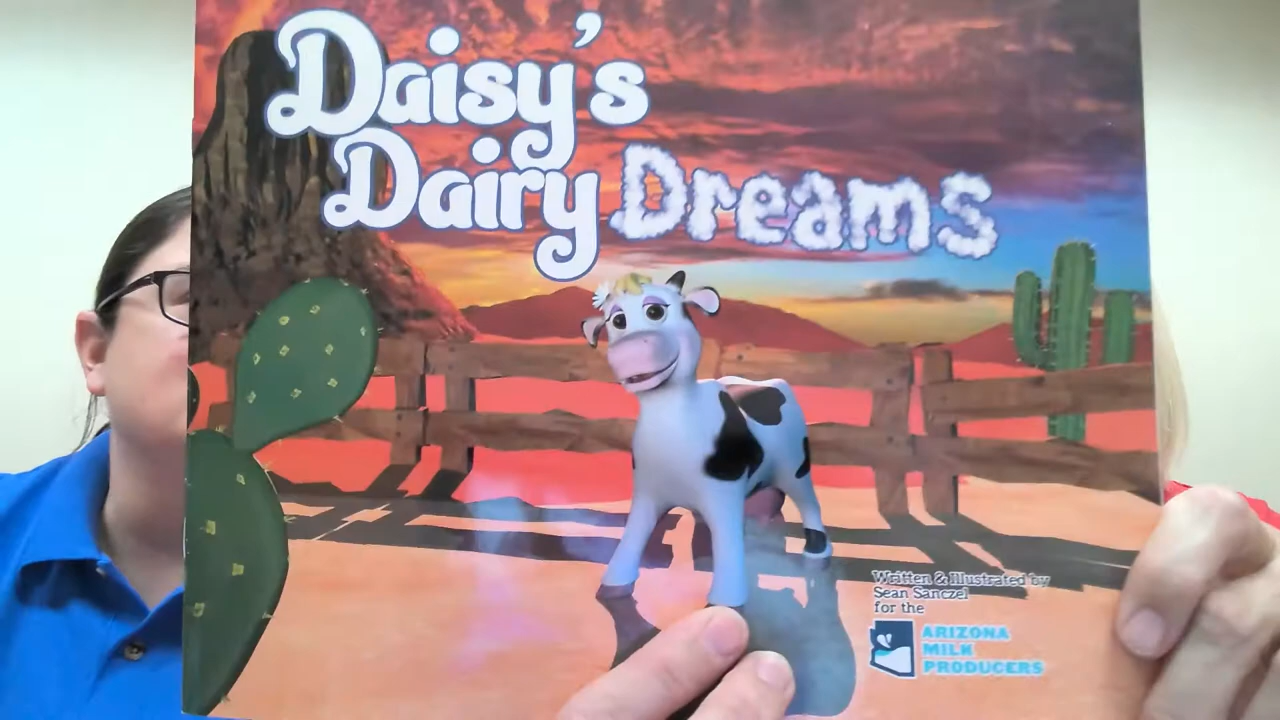 Daisy's
Dairy Dreams
Written & Illustrated by
Sean Sanczel
for the
ARIZONA
MILK
PRODUCERS